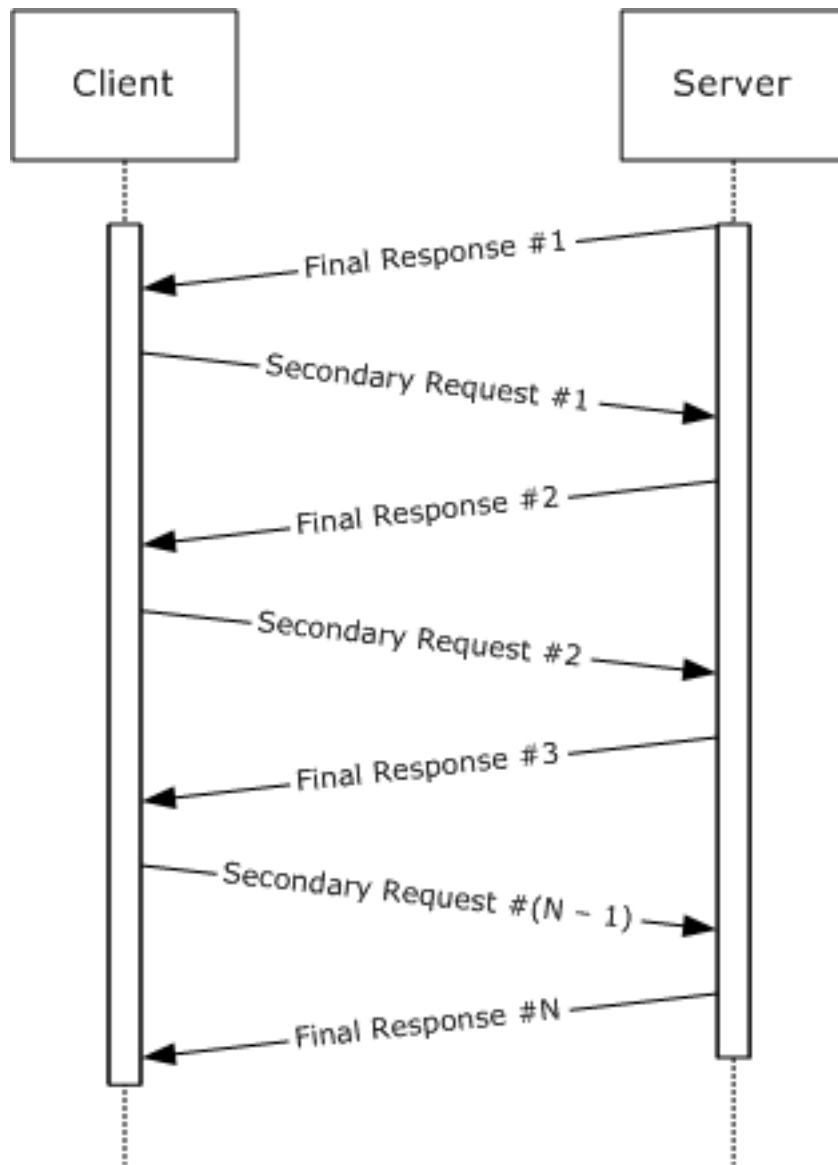 Client
Server
Final Response #1
Secondary Request #1
Final Response #2
Secondary Request #2
Final Response #3
Secondary Request #(N – 1)
Final Response #N